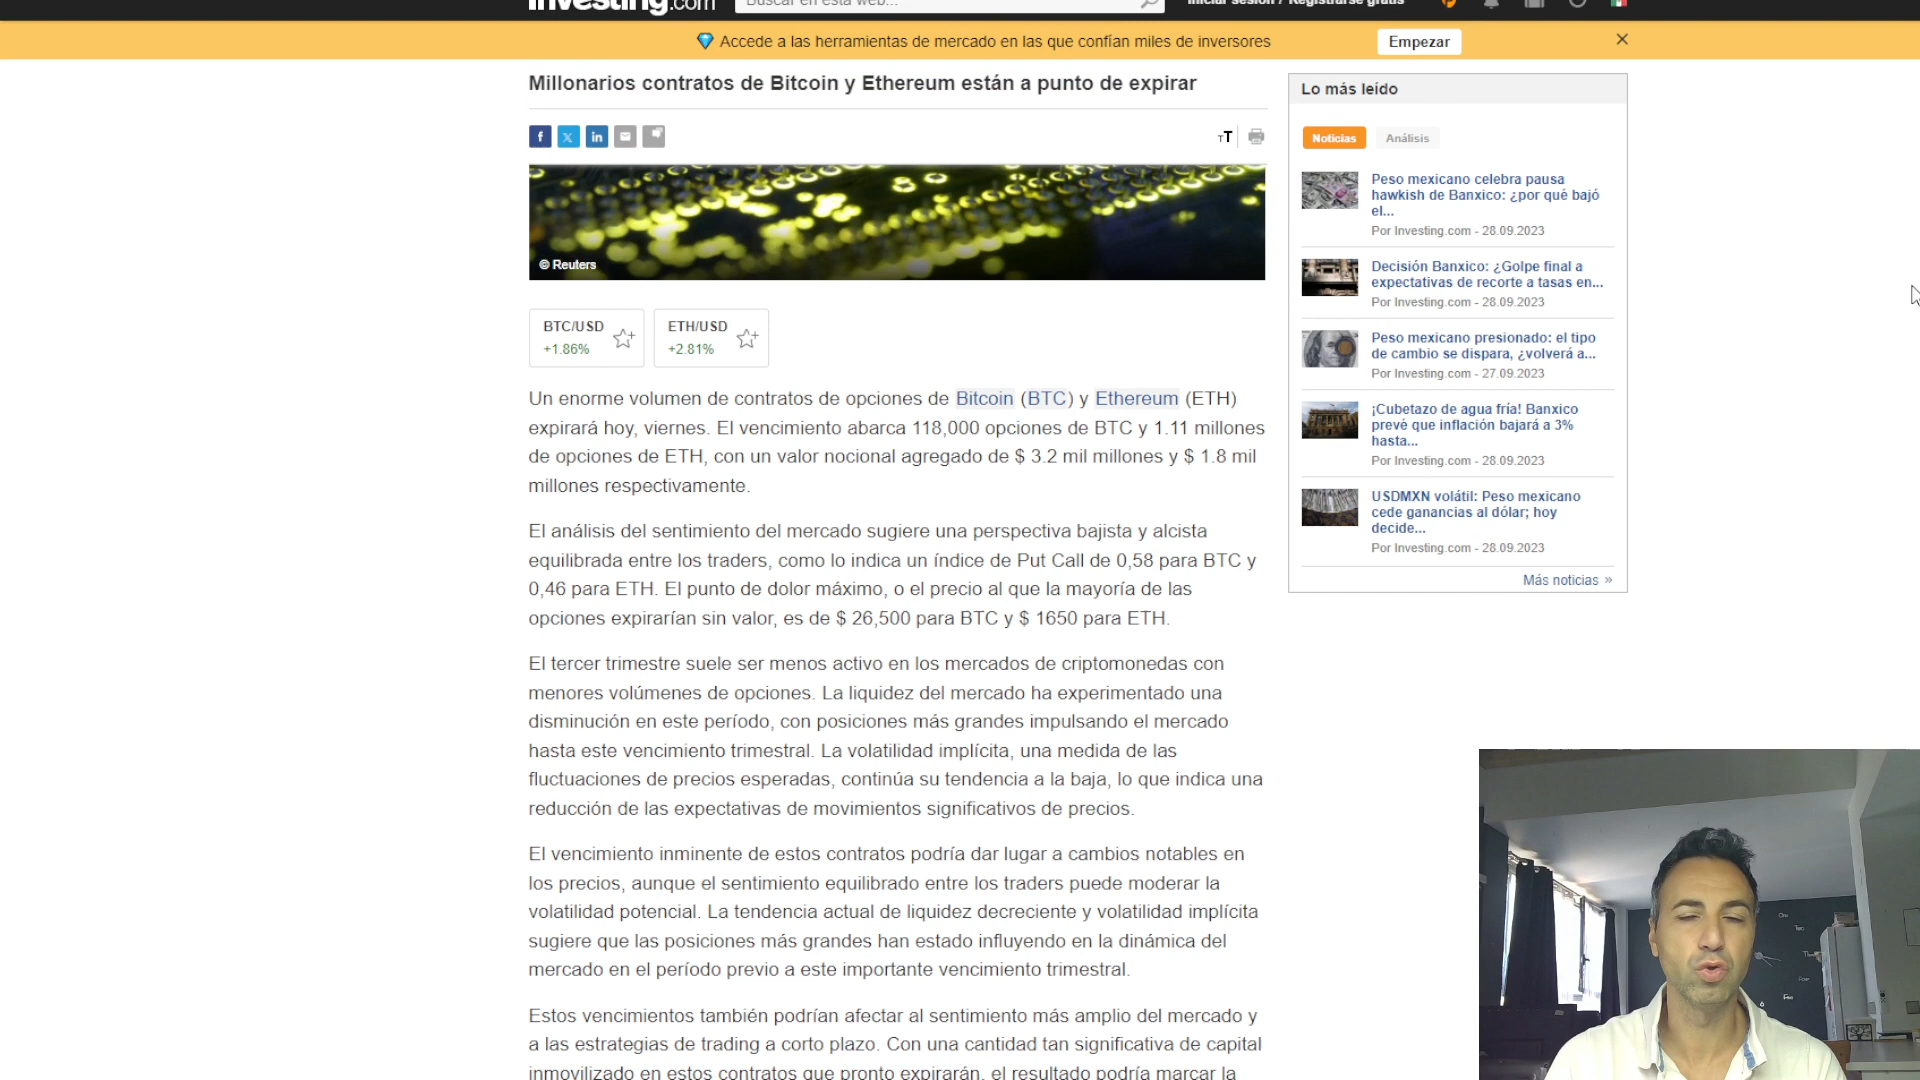 Investing.com
Buscar en esta web...
Iniciar sesión / Registrarse gratis
Accede a las herramientas de mercado en las que confían miles de inversores
Empezar
Millonarios contratos de Bitcoin y Ethereum están a punto de expirar
TT
© Reuters
BTC/USD
+1.86%
ETH/USD
+2.81%
Un enorme volumen de contratos de opciones de Bitcoin (BTC) y Ethereum (ETH)
expirará hoy, viernes. El vencimiento abarca 118,000 opciones de BTC y 1.11 millones
de opciones de ETH, con un valor nocional agregado de $ 3.2 mil millones y $ 1.8 mil
millones respectivamente.
El análisis del sentimiento del mercado sugiere una perspectiva bajista y alcista
equilibrada entre los traders, como lo indica un índice de Put Call de 0,58 para BTC y
0,46 para ETH. El punto de dolor máximo, o el precio al que la mayoría de las
opciones expirarían sin valor, es de $ 26,500 para BTC y $ 1650 para ETH.
El tercer trimestre suele ser menos activo en los mercados de criptomonedas con
menores volúmenes de opciones. La liquidez del mercado ha experimentado una
disminución en este período, con posiciones más grandes impulsando el mercado
hasta este vencimiento trimestral. La volatilidad implícita, una medida de las
fluctuaciones de precios esperadas, continúa su tendencia a la baja, lo que indica una
reducción de las expectativas de movimientos significativos de precios.
El vencimiento inminente de estos contratos podría dar lugar a cambios notables en
los precios, aunque el sentimiento equilibrado entre los traders puede moderar la
volatilidad potencial. La tendencia actual de liquidez decreciente y volatilidad implícita
sugiere que las posiciones más grandes han estado influyendo en la dinámica del
mercado en el período previo a este importante vencimiento trimestral.
Estos vencimientos también podrían afectar al sentimiento más amplio del mercado y
a las estrategias de trading a corto plazo. Con una cantidad tan significativa de capital
inmovilizado en estos contratos que pronto expirarán, el resultado podría marcar la
Lo más leído
Noticias
Análisis
Peso mexicano celebra pausa
hawkish de Banxico: ¿por qué bajó
el...
Por Investing.com - 28.09.2023
Decisión Banxico: ¿Golpe final a
expectativas de recorte a tasas en...
Por Investing.com - 28.09.2023
Peso mexicano presionado: el tipo
de cambio se dispara, ¿volverá a...
Por Investing.com - 27.09.2023
¡Cubetazo de agua fría! Banxico
prevé que inflación bajará a 3%
hasta...
Por Investing.com - 28.09.2023
USDMXN volátil: Peso mexicano
cede ganancias al dólar; hoy
decide...
Por Investing.com - 28.09.2023
Más noticias »